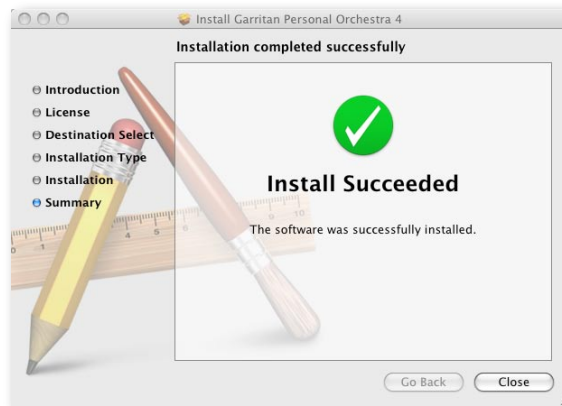 Install Garritan Personal Orchestra 4
Installation completed successfully
Introduction
License
Destination Select
Installation Type
Installation
Summary
Install Succeeded
The software was successfully installed.
Go Back
Close